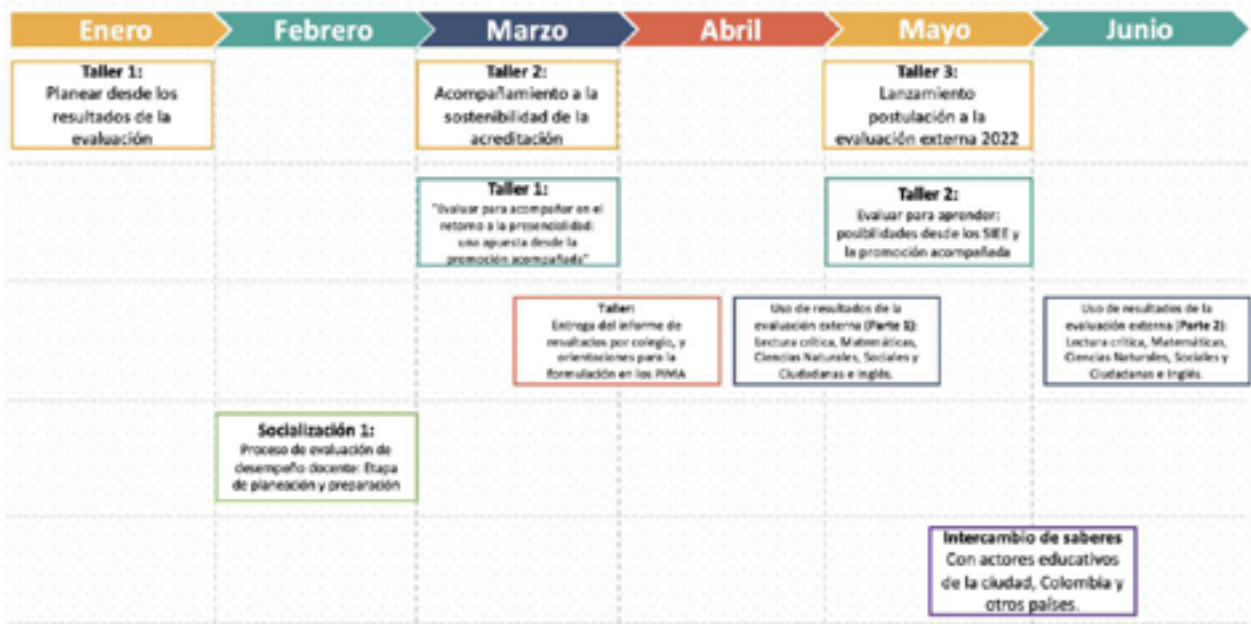 Enero
Febrero
Marzo
Abril
Mayo
Junio
Taller 1:
Planear desde los
resultados de la
evaluación
Taller 2:
Acompañamiento a la
sostenibilidad de la
acreditación
Taller 3:
Lanzamiento
postulación a la
evaluación externa 2022
Taller 1:
"Evaluar para acompañar en el
retorno a la presencialidad:
una apuesta desde la
promoción acompañada"
Taller 2:
Evaluar para aprender:
posibilidades desde los SIEE y
la promoción acompañada
Taller:
Entrega del informe de
resultados por colegio, y
orientaciones para la
formulación en los PIMA
Uso de resultados de la
evaluación externa (Parte 1):
Lectura crítica, Matemáticas,
Ciencias Naturales, Sociales y
Ciudadanas e Inglés.
Uso de resultados de la
evaluación externa (Parte 2):
Lectura crítica, Matemáticas,
Ciencias Naturales, Sociales y
Ciudadanas e Inglés.
Socialización 1:
Proceso de evaluación de
desempeño docente: Etapa
de planeación y preparación
Intercambio de saberes
Con actores educativos
de la ciudad, Colombia y
otros países.